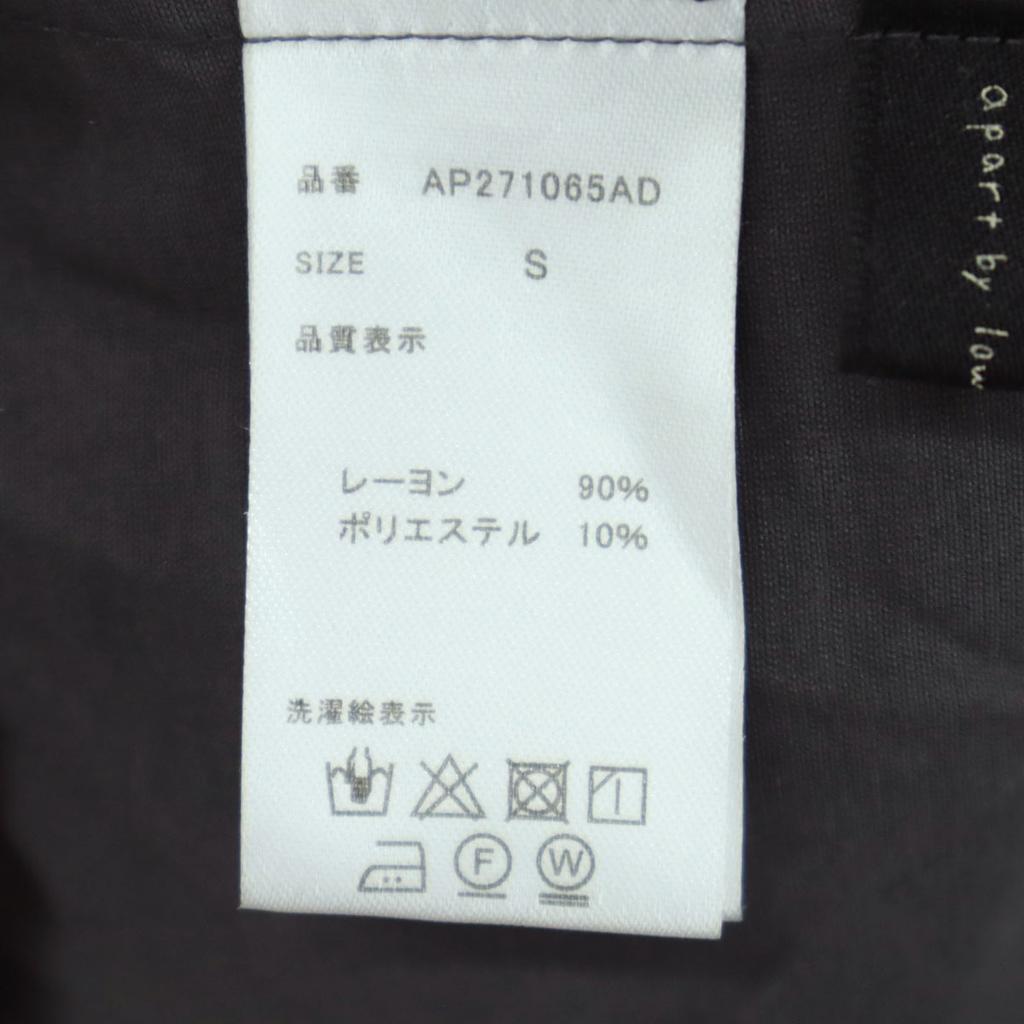 品番 AP271065AD
SIZE S
品質表示
レーヨン 90%
ポリエステル 10%
洗濯絵表示
F W
apart by low